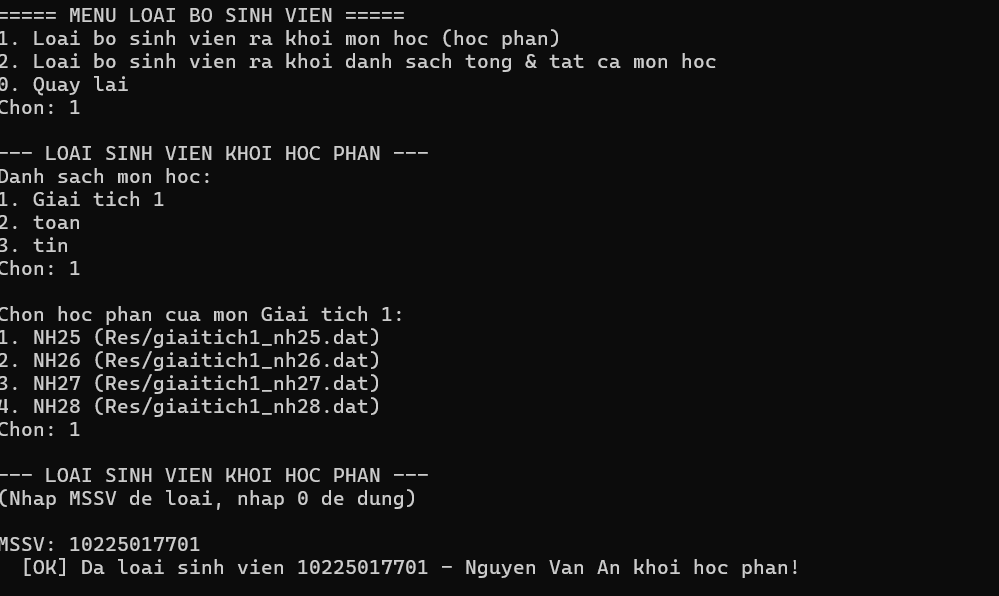 ===== MENU LOAI BO SINH VIEN =====
1. Loai bo sinh vien ra khoi mon hoc (hoc phan)
2. Loai bo sinh vien ra khoi danh sach tong & tat ca mon hoc
0. Quay lai
Chon: 1
--- LOAI SINH VIEN KHOI HOC PHAN ---
Danh sach mon hoc:
1. Giai tich 1
2. toan
3. tin
Chon: 1
Chon hoc phan cua mon Giai tich 1:
1. NH25 (Res/giaitich1_nh25.dat)
2. NH26 (Res/giaitich1_nh26.dat)
3. NH27 (Res/giaitich1_nh27.dat)
4. NH28 (Res/giaitich1_nh28.dat)
Chon: 1
--- LOAI SINH VIEN KHOI HOC PHAN ---
(Nhap MSSV de loai, nhap 0 de dung)
MSSV: 10225017701
[OK] Da loai sinh vien 10225017701 - Nguyen Van An khoi hoc phan!